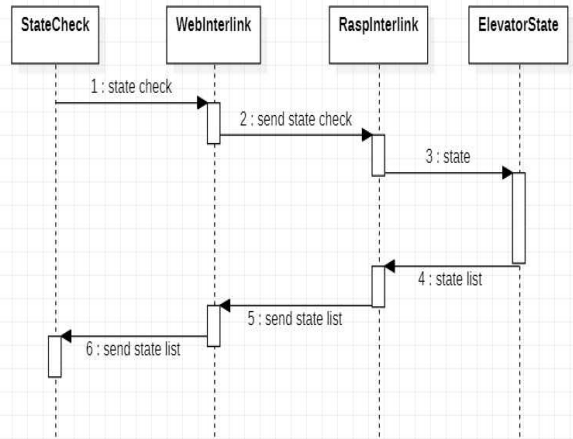 StateCheck
WebInterlink
RaspInterlink
ElevatorState
1 : state check
2 : send state check
3 : state
4 : state list
5 : send state list
6 : send state list